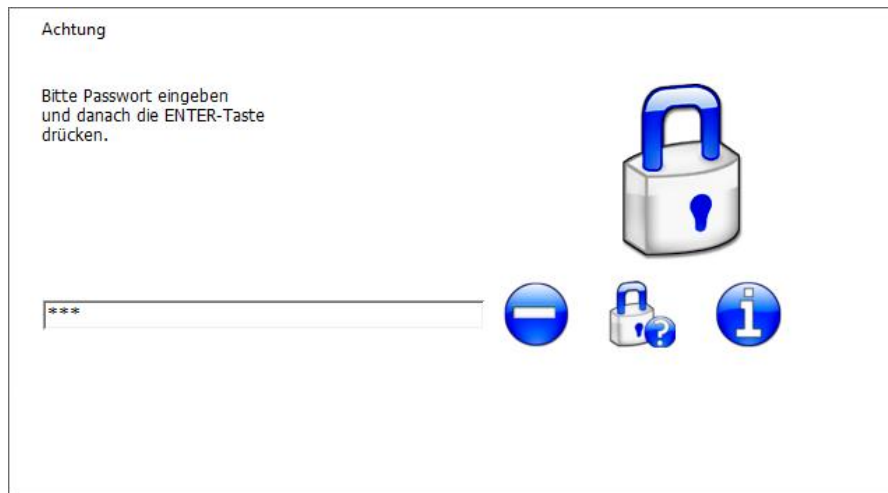 Achtung
Bitte Passwort eingeben
und danach die ENTER-Taste
drücken.
***